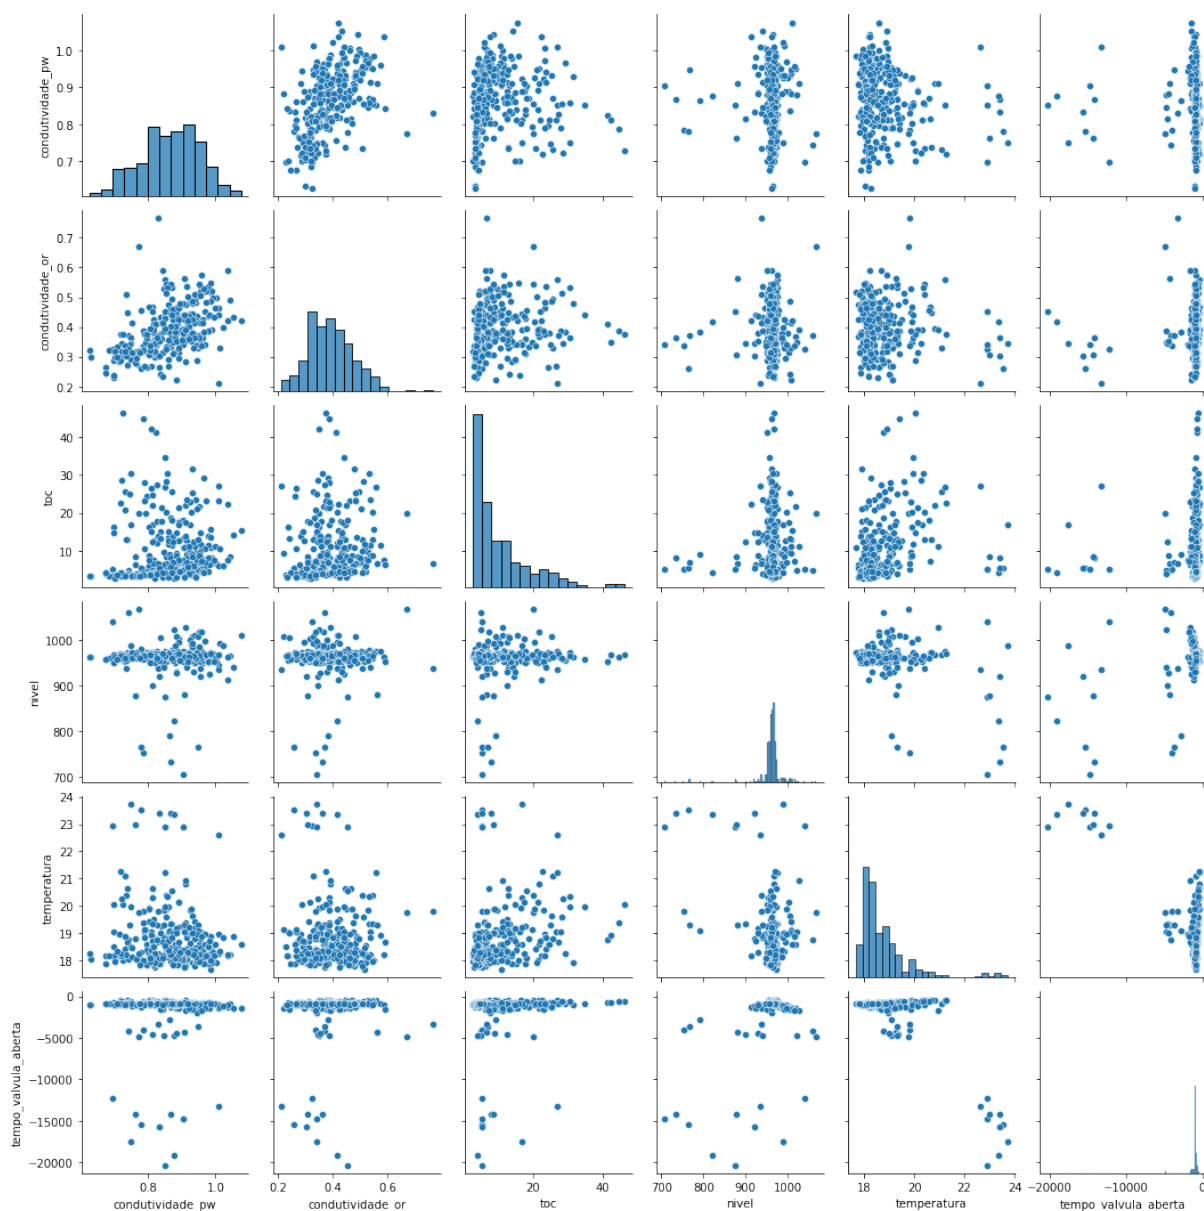 condutividade_pw
1.0
0.9
0.8
0.7
condutividade_or
0.7
0.6
0.5
0.4
0.3
0.2
toc
40
30
20
10
nivel
1000
900
800
700
temperatura
24
23
22
21
20
19
18
tempo_valvula_aberta
0
−5000
−10000
−15000
−20000
0.8 1.0
0.2 0.4 0.6
0 20 40
700 800 900 1000
18 20 22 24
−20000 −10000 0
condutividade_pw condutividade_or toc nivel temperatura tempo_valvula_aberta